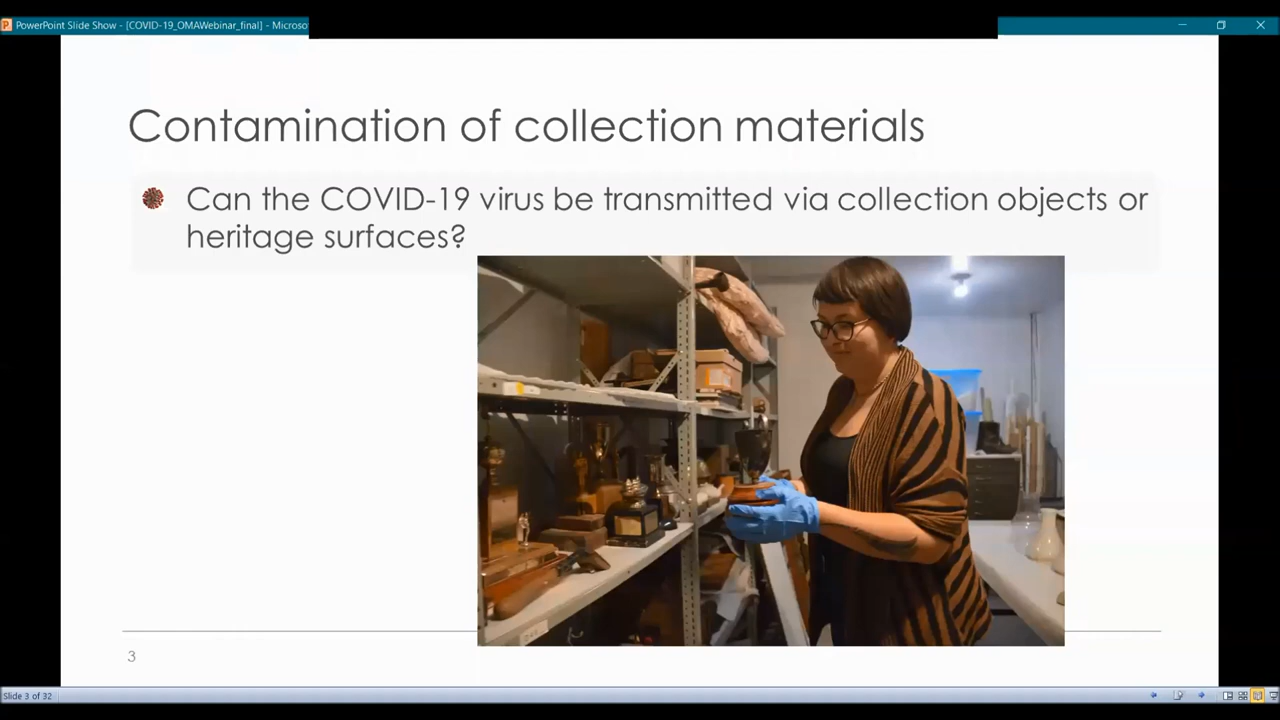 PowerPoint Slide Show - [COVID-19_OMAWebinar_final] - Microso
Contamination of collection materials
Can the COVID-19 virus be transmitted via collection objects or
heritage surfaces?
3
Slide 3 of 32